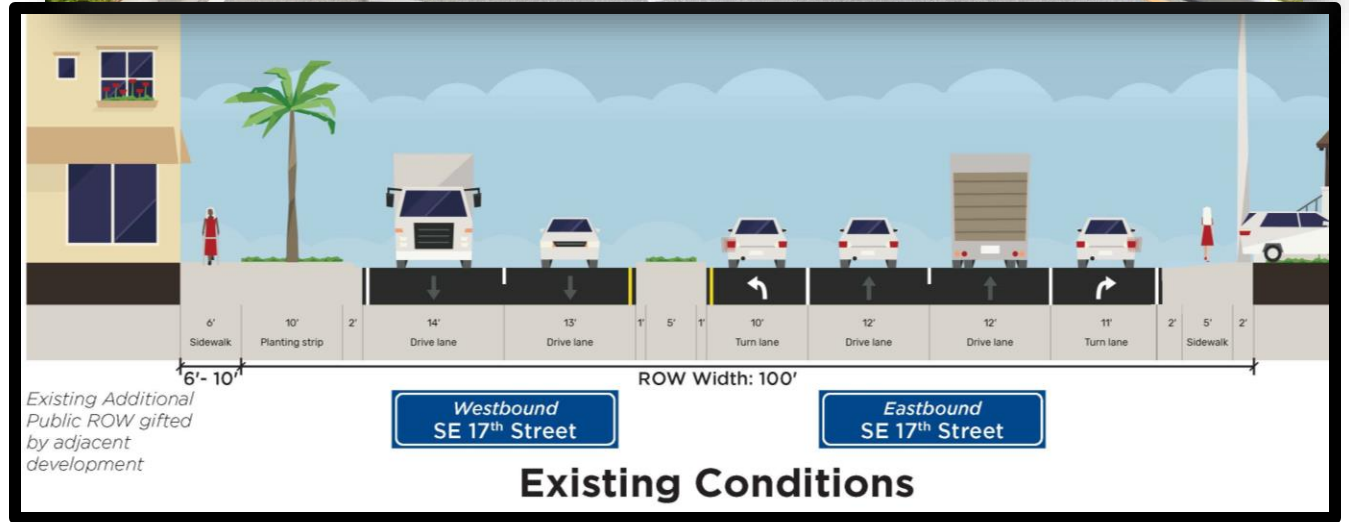 6' 10' 2' 14' 13' 1' 5' 1' 10' 12' 12' 11' 2' 5' 2'
Sidewalk Planting strip Drive lane Drive lane Turn lane Drive lane Drive lane Turn lane Sidewalk
6'- 10' ROW Width: 100'
Existing Additional
Public ROW gifted
by adjacent
development
Westbound
SE 17th Street
Eastbound
SE 17th Street
Existing Conditions